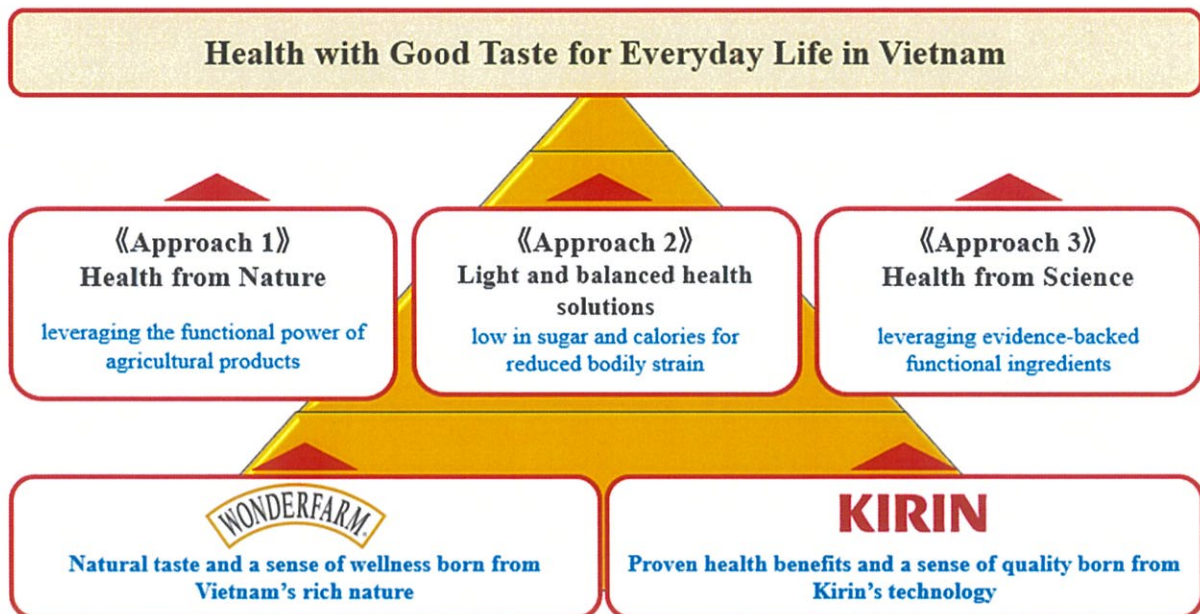 Health with Good Taste for Everyday Life in Vietnam
《Approach 1》
Health from Nature
leveraging the functional power of
agricultural products
《Approach 2》
Light and balanced health
solutions
low in sugar and calories for
reduced bodily strain
《Approach 3》
Health from Science
leveraging evidence-backed
functional ingredients
WONDERFARM®
Natural taste and a sense of wellness born from
Vietnam's rich nature
KIRIN
Proven health benefits and a sense of quality born from
Kirin's technology